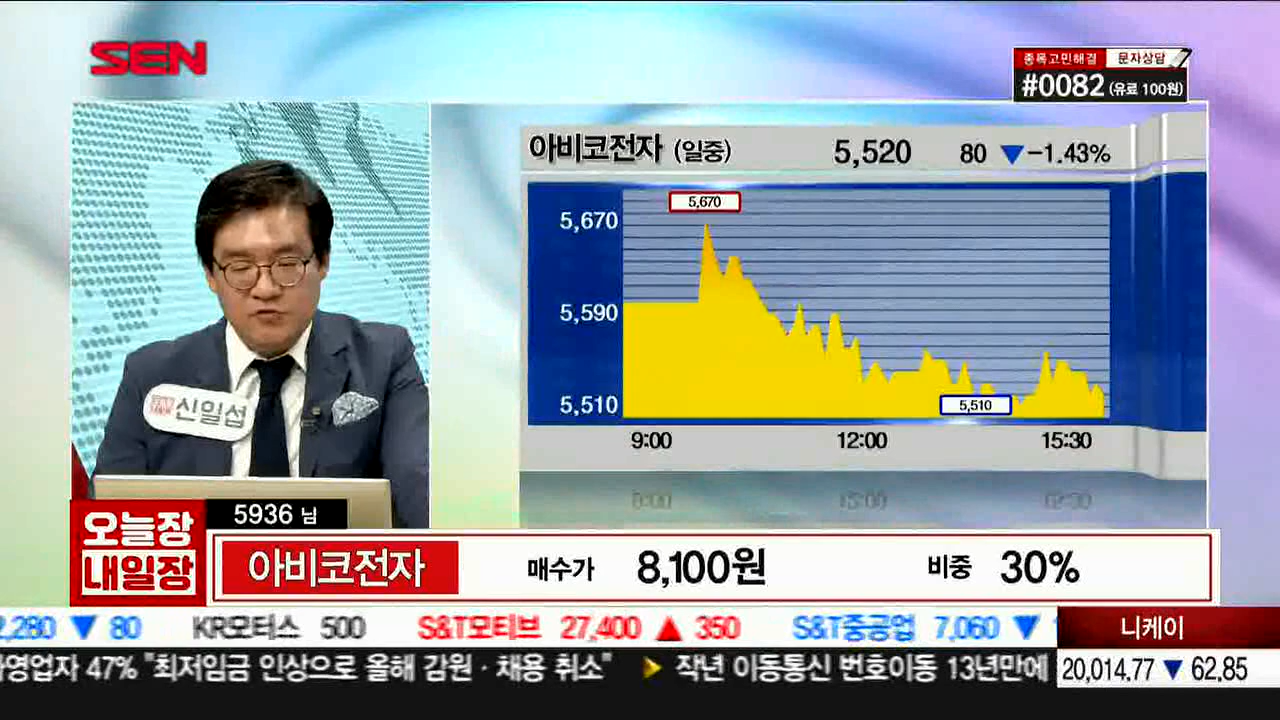 SEN
종목고민해결 문자상담
#0082 (유료 100원)
아비코전자 (일중) 5,520 80 ▼-1.43%
5,670
5,670
5,590
5,510
5,510
9:00 12:00 15:30
신일섭
오늘장
내일장
5936 님
아비코전자 매수가 8,100원 비중 30%
2,280 ▼ 80 KR모터스 500 S&T모티브 27,400 ▲ 350 S&T중공업 7,060 ▼
니케이
영업자 47% "최저임금 인상으로 올해 감원·채용 취소" ▶ 작년 이동통신 번호이동 13년만에
20,014.77 ▼ 62.85